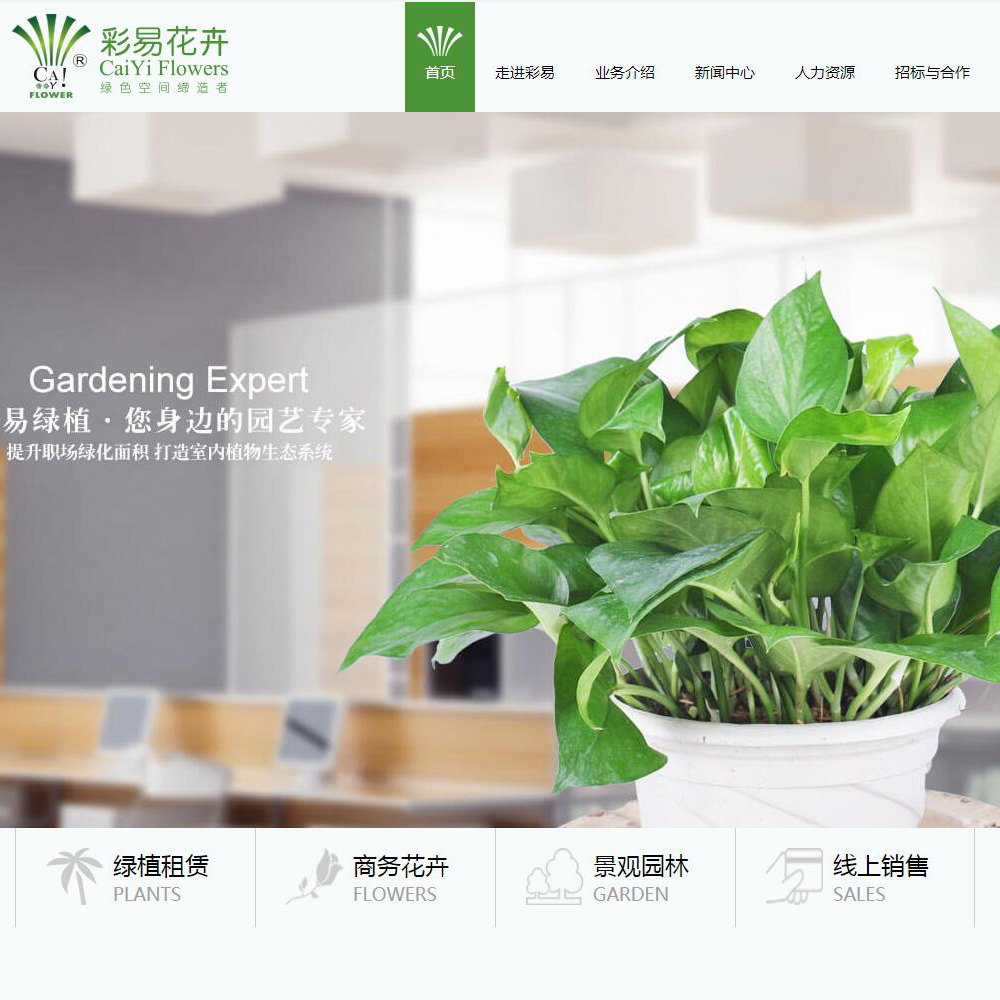 彩易花卉
CaiYi Flowers
绿色空间缔造者
CAI
YI
®
FLOWER
首页
走进彩易
业务介绍
新闻中心
人力资源
招标与合作
Gardening Expert
易绿植·您身边的园艺专家
提升职场绿化面积 打造室内植物生态系统
绿植租赁
PLANTS
商务花卉
FLOWERS
景观园林
GARDEN
线上销售
SALES